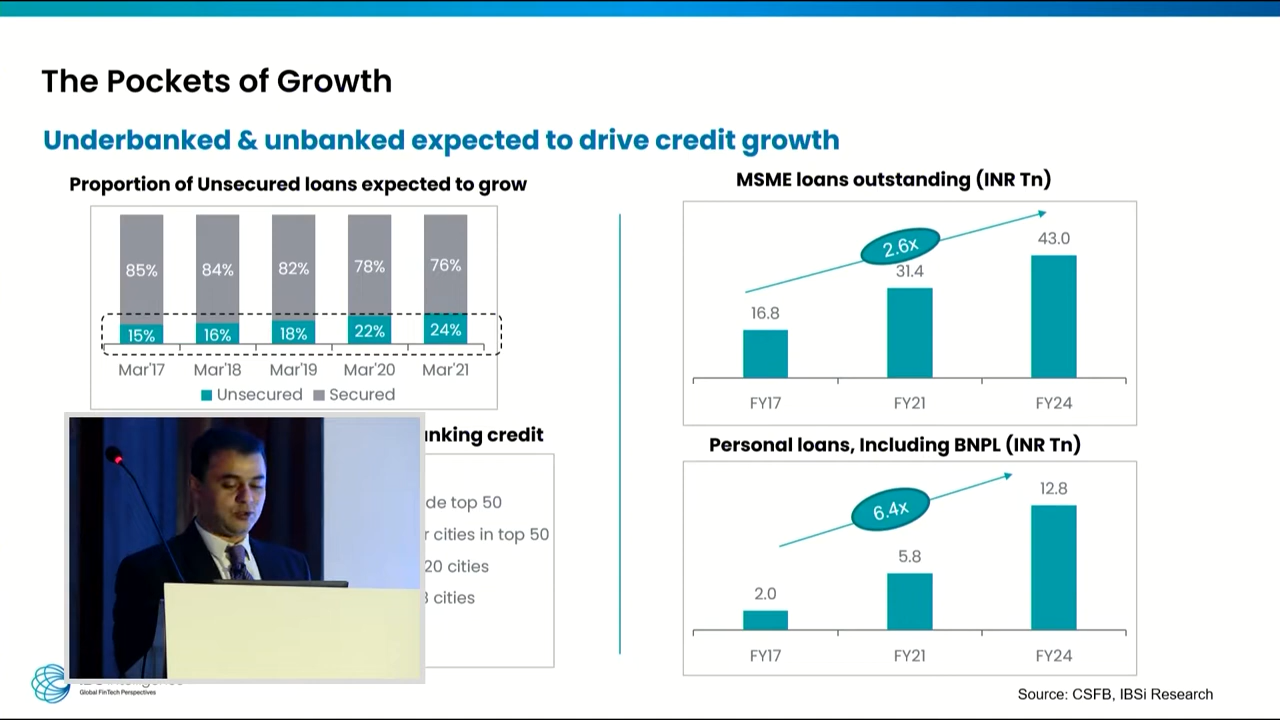 The Pockets of Growth
Underbanked & unbanked expected to drive credit growth
Proportion of Unsecured loans expected to grow
85% 84% 82% 78% 76%
15% 16% 18% 22% 24%
Mar'17 Mar'18 Mar'19 Mar'20 Mar'21
Unsecured Secured
credit
top 50
cities in top 50
20 cities
cities
MSME loans outstanding (INR Tn)
2.6x
16.8 31.4 43.0
FY17 FY21 FY24
Personal loans, Including BNPL (INR Tn)
6.4x
2.0 5.8 12.8
FY17 FY21 FY24
Global FinTech Perspectives
Source: CSFB, IBSi Research